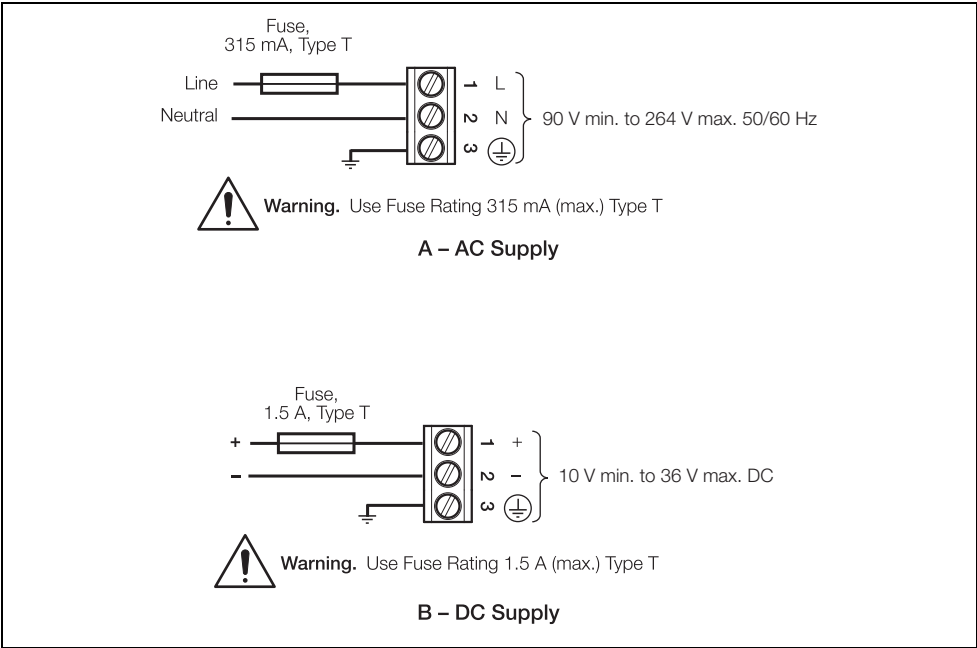 Fuse,
315 mA, Type T
Line
1 L
Neutral
2 N
90 V min. to 264 V max. 50/60 Hz
3
Warning. Use Fuse Rating 315 mA (max.) Type T
A – AC Supply
Fuse,
1.5 A, Type T
+
1 +
–
2 –
10 V min. to 36 V max. DC
3
Warning. Use Fuse Rating 1.5 A (max.) Type T
B – DC Supply